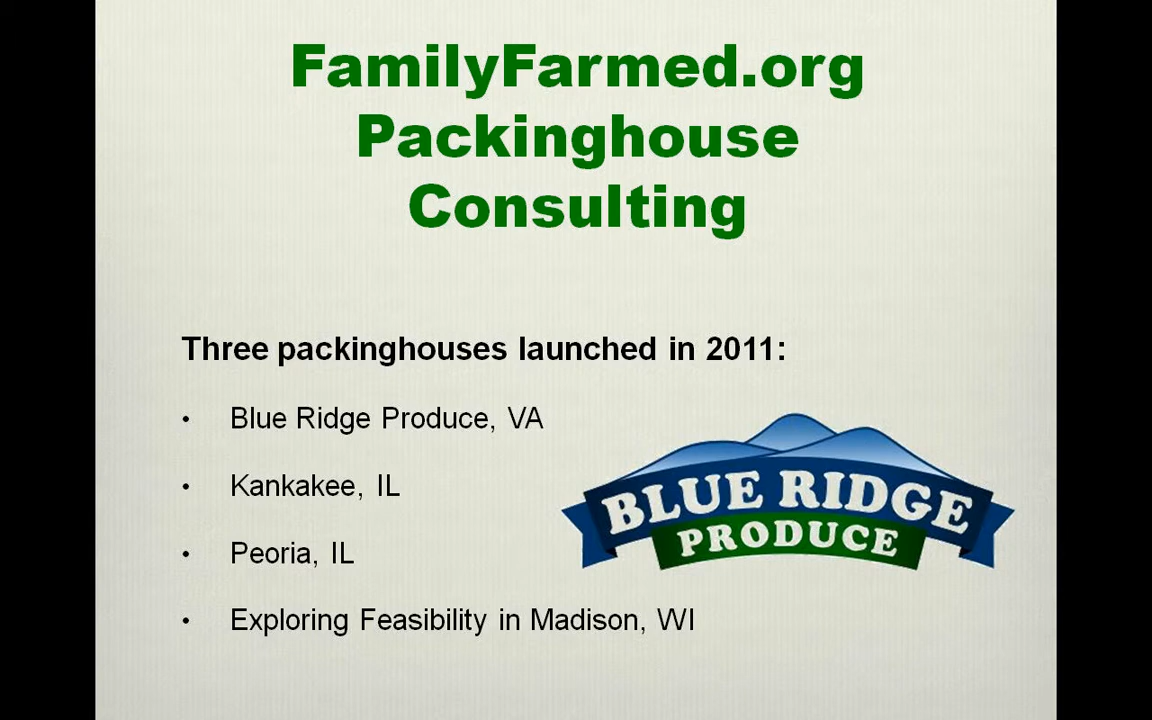 FamilyFarmed.org
Packinghouse
Consulting
Three packinghouses launched in 2011:
• Blue Ridge Produce, VA
• Kankakee, IL
• Peoria, IL
• Exploring Feasibility in Madison, WI
BLUE RIDGE
PRODUCE